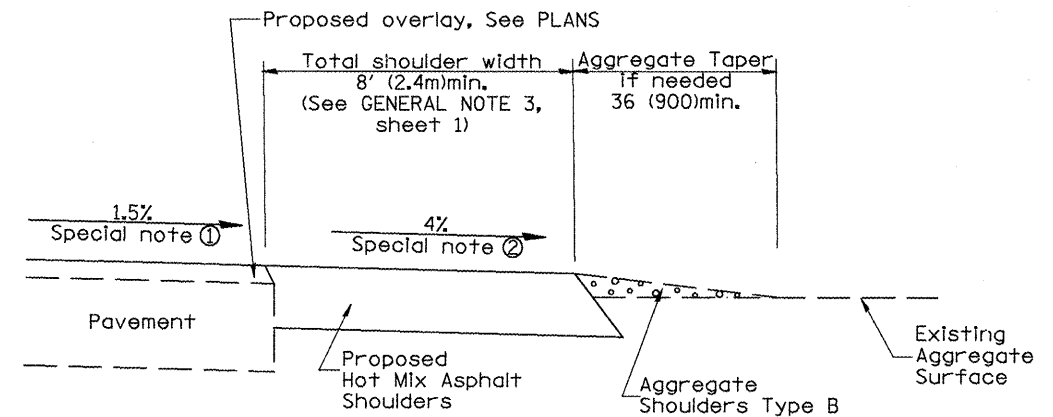 Proposed overlay, See PLANS
Total shoulder width
8' (2.4m)min.
(See GENERAL NOTE 3,
sheet 1)
Aggregate Taper
if needed
36 (900)min.
1.5%
Special note ①
4%
Special note ②
Pavement
Proposed
Hot Mix Asphalt
Shoulders
Aggregate
Shoulders Type B
Existing
Aggregate
Surface